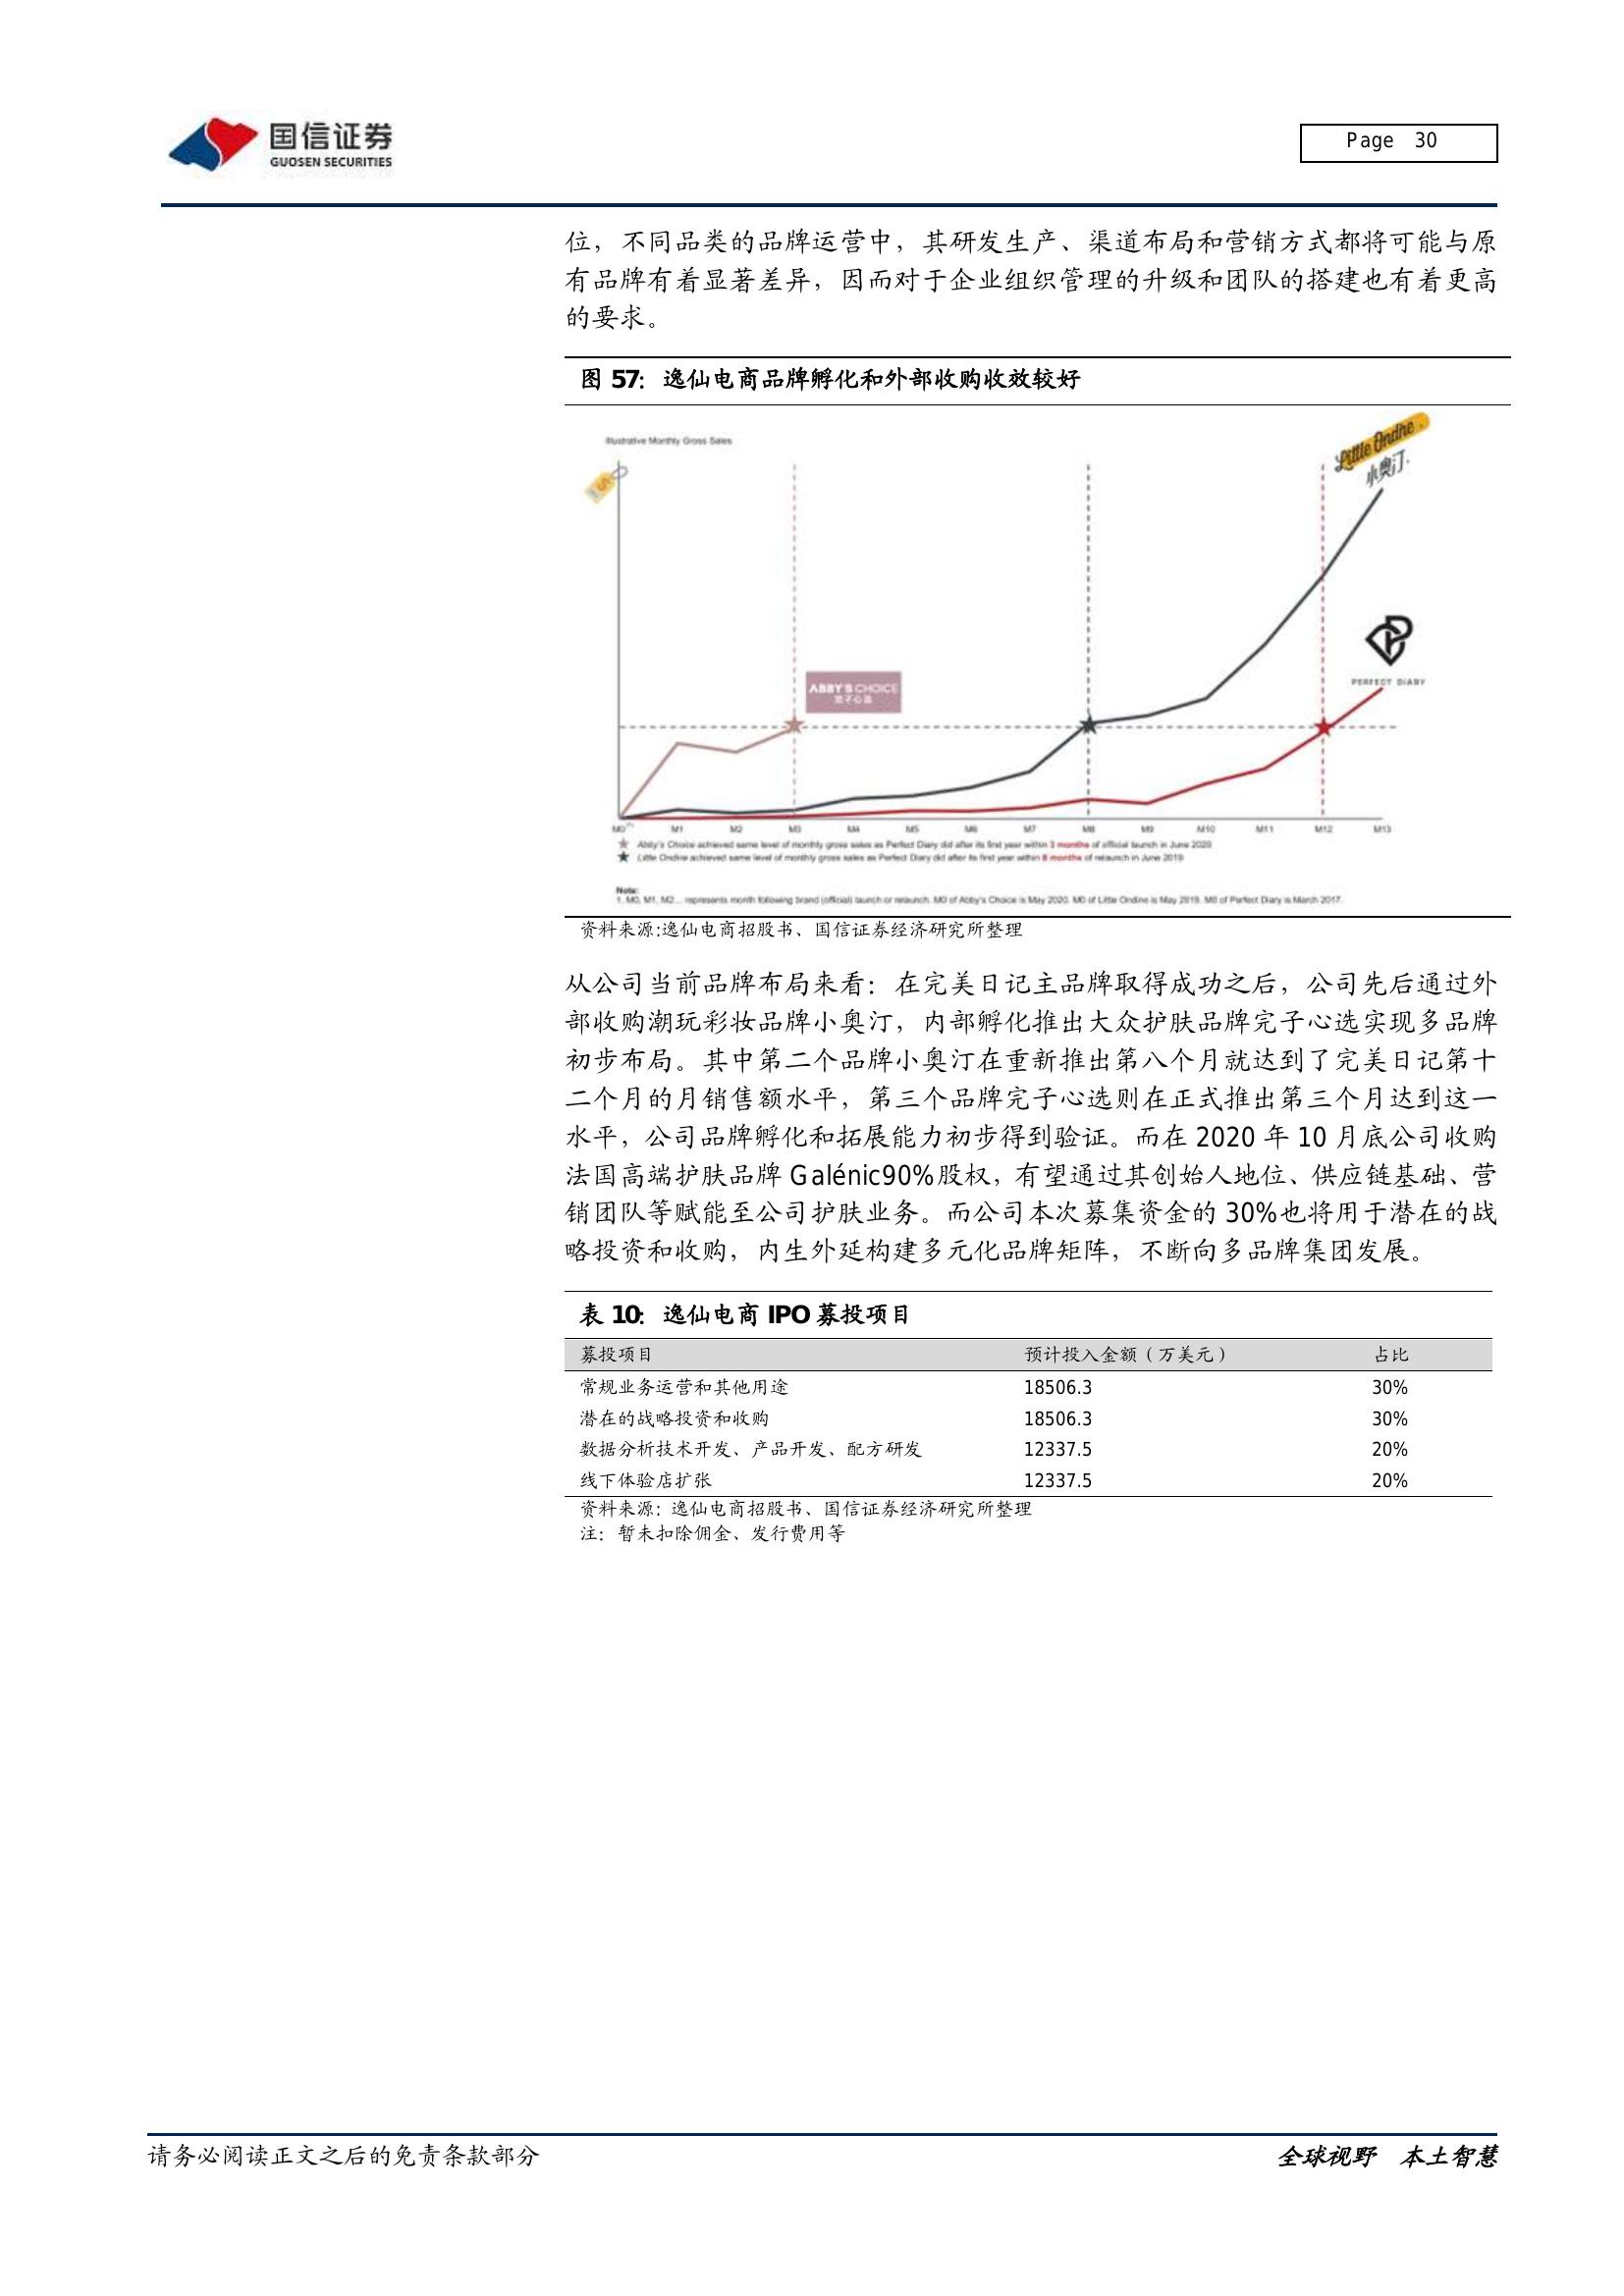 国信证券
GUOSEN SECURITIES
Page 30
位，不同品类的品牌运营中，其研发生产、渠道布局和营销方式都将可能与原
有品牌有着显著差异，因而对于企业组织管理的升级和团队的搭建也有着更高
的要求。
图 57：逸仙电商品牌孵化和外部收购收效较好
Illustrative Monthly Gross Sales
Little Ondine
小奥汀
PERFECT DIARY
ABBY'S CHOICE
完子心选
M0⁽¹⁾ M1 M2 M3 M4 M5 M6 M7 M8 M9 M10 M11 M12 M13
Abby's Choice achieved same level of monthly gross sales as Perfect Diary did after its first year within 3 months of official launch in June 2020
Little Ondine achieved same level of monthly gross sales as Perfect Diary did after its first year within 8 months of relaunch in June 2019
Note:
1. M0, M1, M2... represents month following brand (official) launch or relaunch. M0 of Abby's Choice is May 2020. M0 of Little Ondine is May 2019. M0 of Perfect Diary is March 2017.
资料来源:逸仙电商招股书、国信证券经济研究所整理
从公司当前品牌布局来看：在完美日记主品牌取得成功之后，公司先后通过外
部收购潮玩彩妆品牌小奥汀，内部孵化推出大众护肤品牌完子心选实现多品牌
初步布局。其中第二个品牌小奥汀在重新推出第八个月就达到了完美日记第十
二个月的月销售额水平，第三个品牌完子心选则在正式推出第三个月达到这一
水平，公司品牌孵化和拓展能力初步得到验证。而在 2020 年 10 月底公司收购
法国高端护肤品牌 Galénic90%股权，有望通过其创始人地位、供应链基础、营
销团队等赋能至公司护肤业务。而公司本次募集资金的 30%也将用于潜在的战
略投资和收购，内生外延构建多元化品牌矩阵，不断向多品牌集团发展。
表 10：逸仙电商 IPO 募投项目
募投项目 预计投入金额（万美元） 占比
常规业务运营和其他用途 18506.3 30%
潜在的战略投资和收购 18506.3 30%
数据分析技术开发、产品开发、配方研发 12337.5 20%
线下体验店扩张 12337.5 20%
资料来源：逸仙电商招股书、国信证券经济研究所整理
注：暂未扣除佣金、发行费用等
请务必阅读正文之后的免责条款部分
全球视野 本土智慧